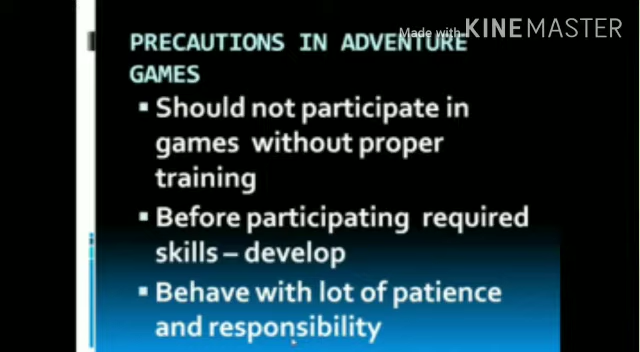 Made with KINEMASTER
PRECAUTIONS IN ADVENTURE
GAMES
▪ Should not participate in
games without proper
training
▪ Before participating required
skills – develop
▪ Behave with lot of patience
and responsibility